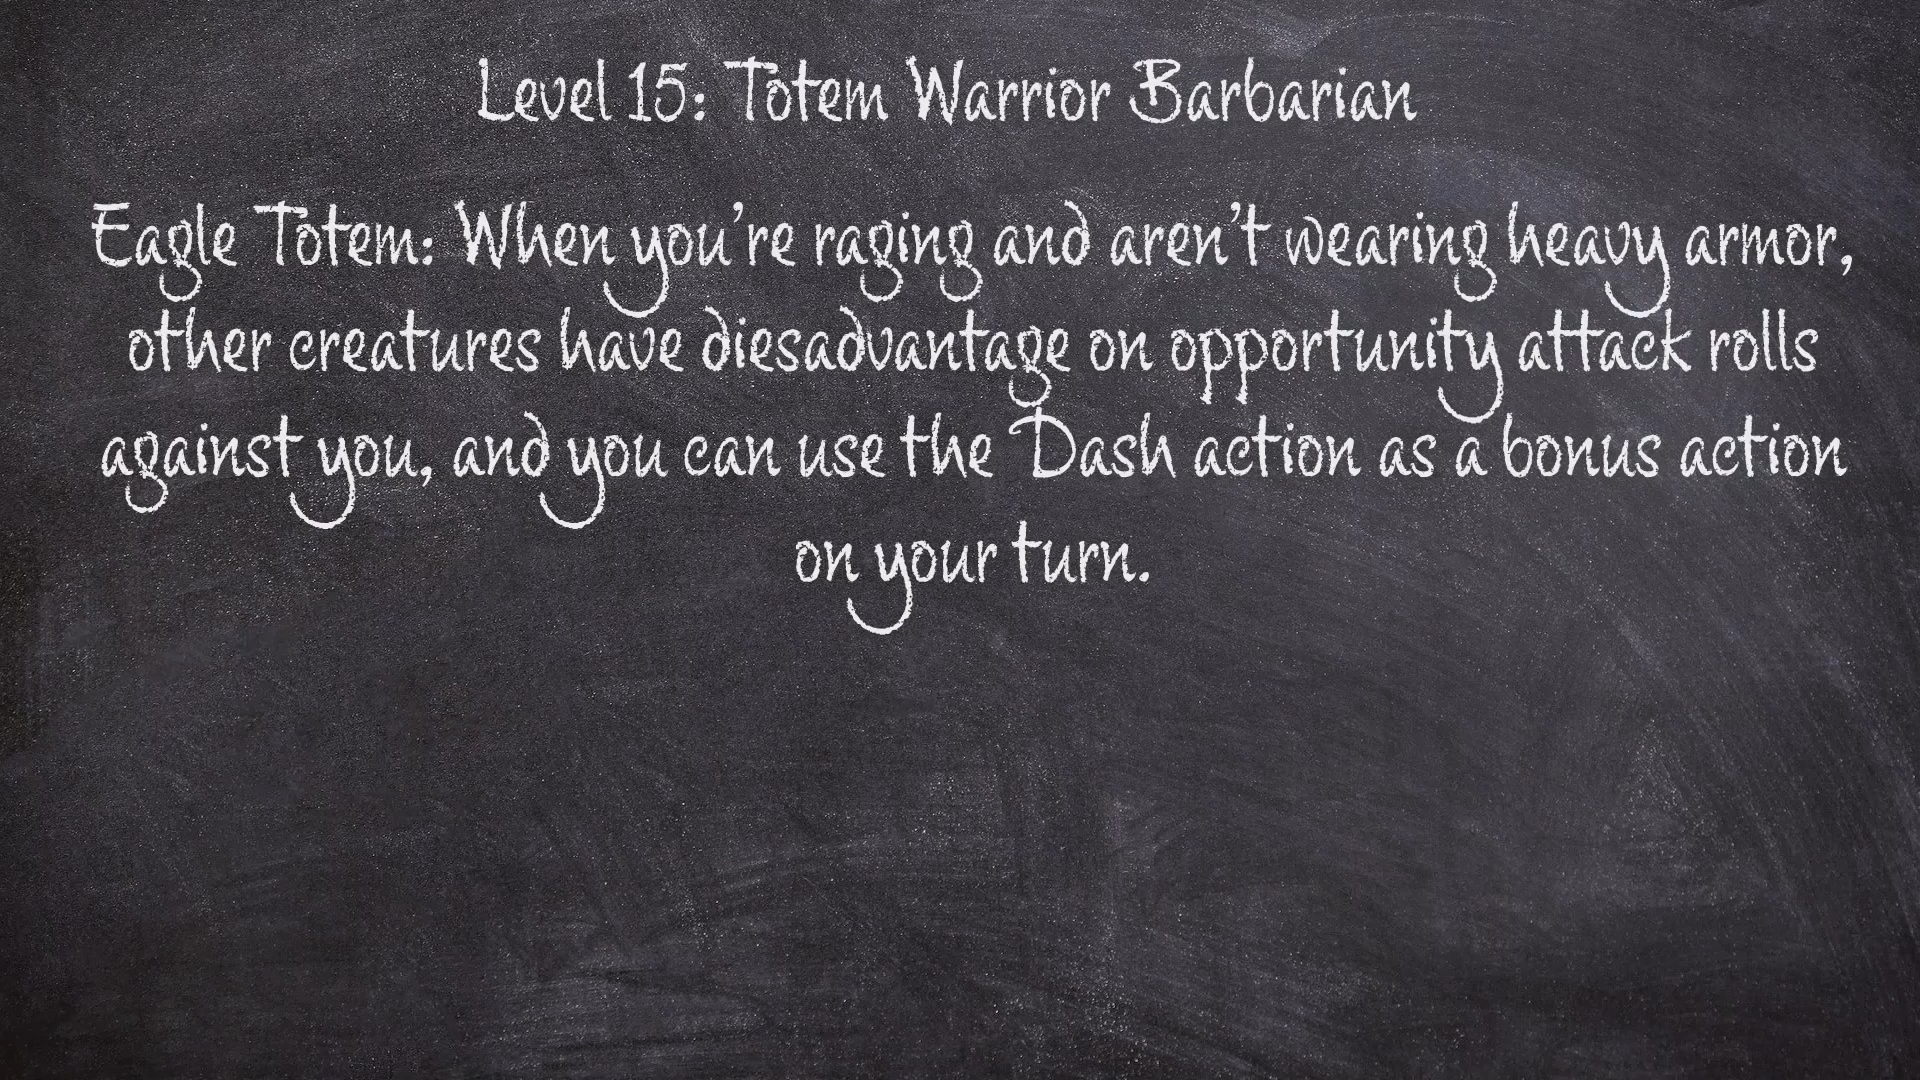 Level 15: Totem Warrior Barbarian
Eagle Totem: When you're raging and aren't wearing heavy armor,
other creatures have diesadvantage on opportunity attack rolls
against you, and you can use the Dash action as a bonus action
on your turn.